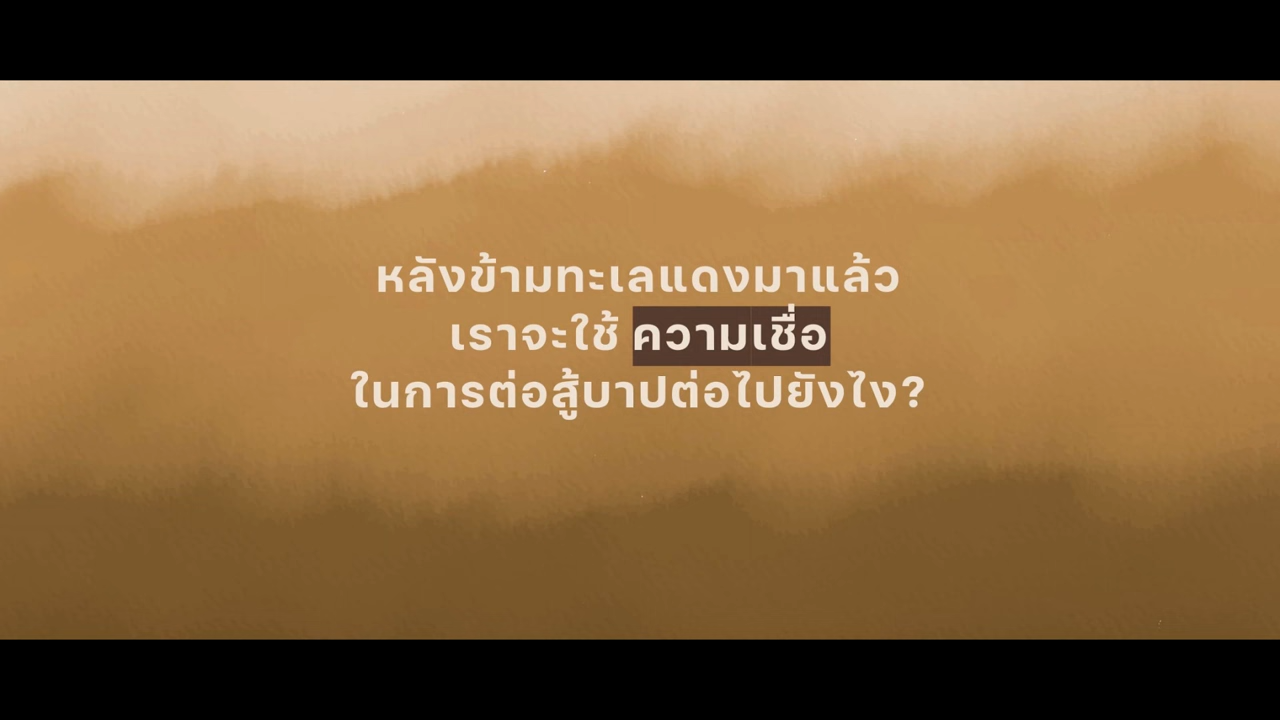 หลังข้ามทะเลแดงมาแล้ว
เราจะใช้ ความเชื่อ
ในการต่อสู้บาปต่อไปยังไง?